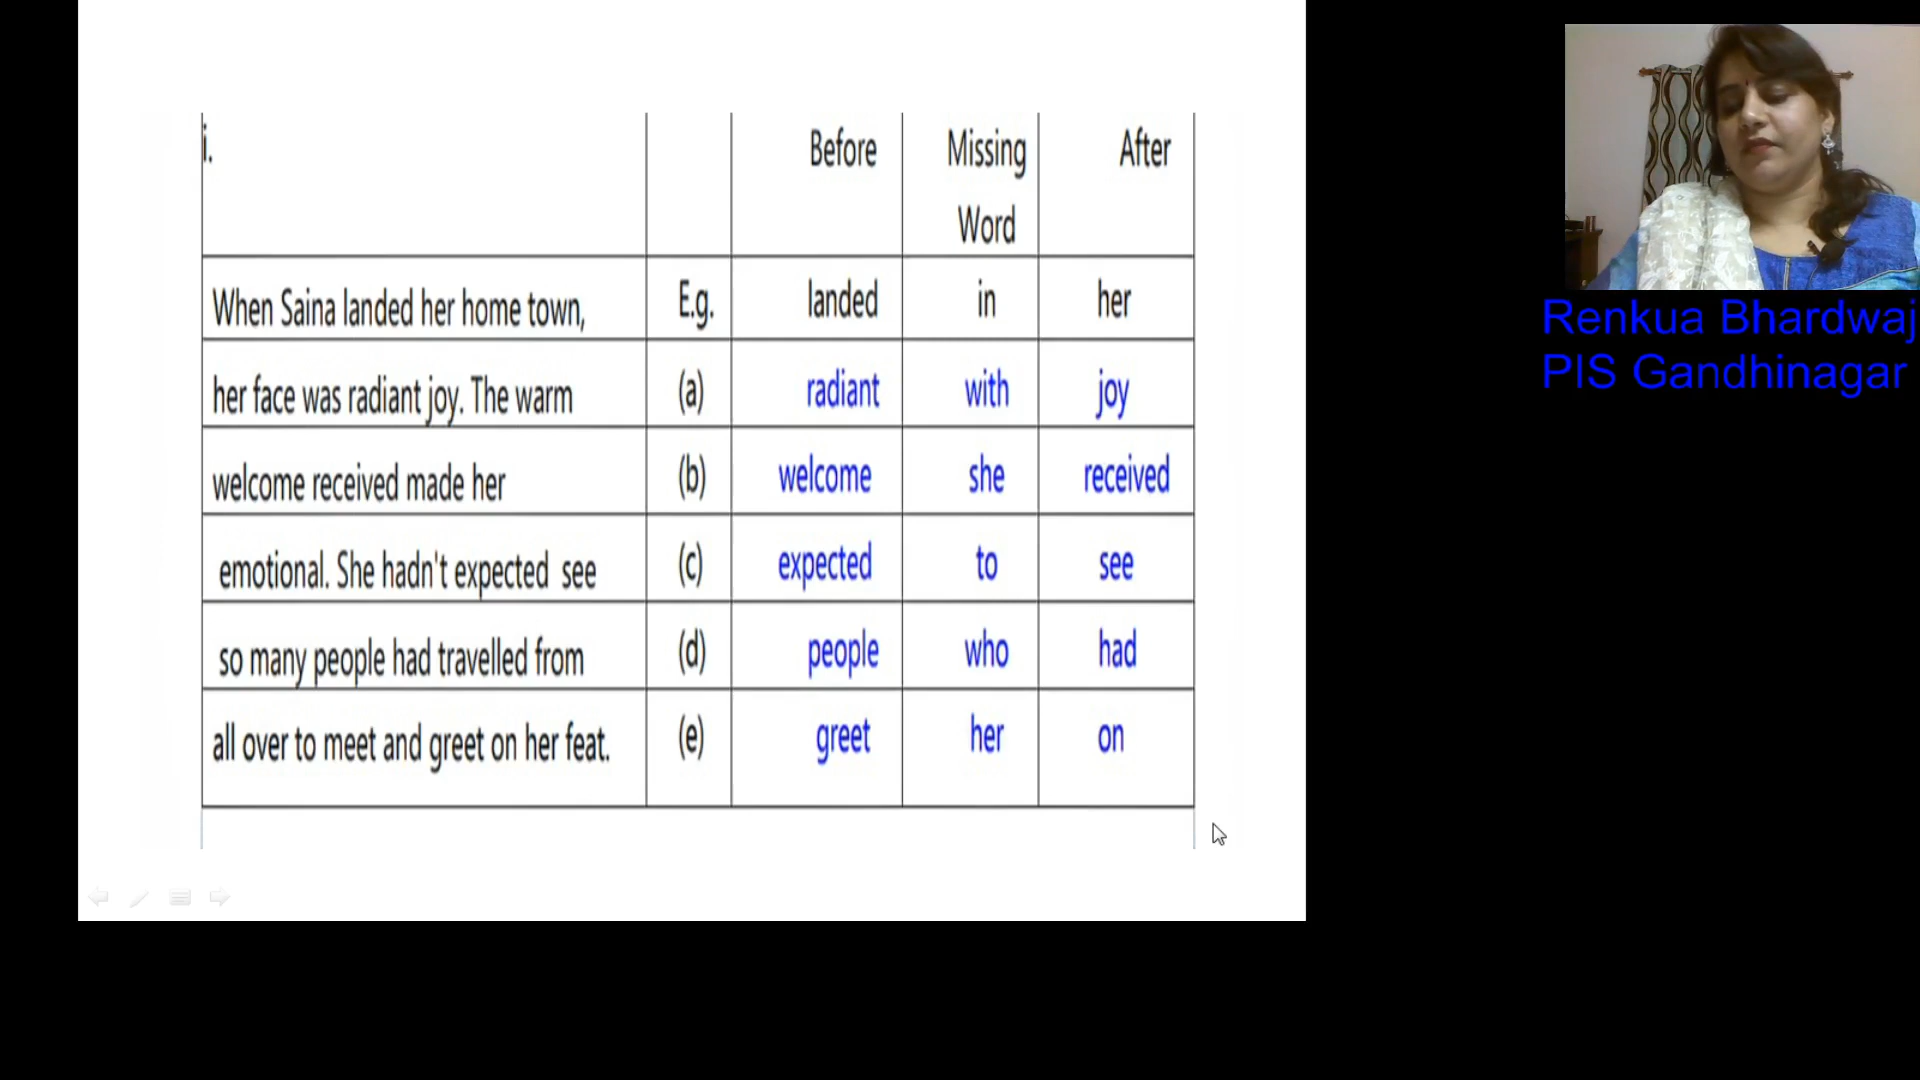 i. Before Missing After
Word
When Saina landed her home town, E.g. landed in her
her face was radiant joy. The warm (a) radiant with joy
welcome received made her (b) welcome she received
emotional. She hadn't expected see (c) expected to see
so many people had travelled from (d) people who had
all over to meet and greet on her feat. (e) greet her on
Renkua Bhardwaj
PIS Gandhinagar